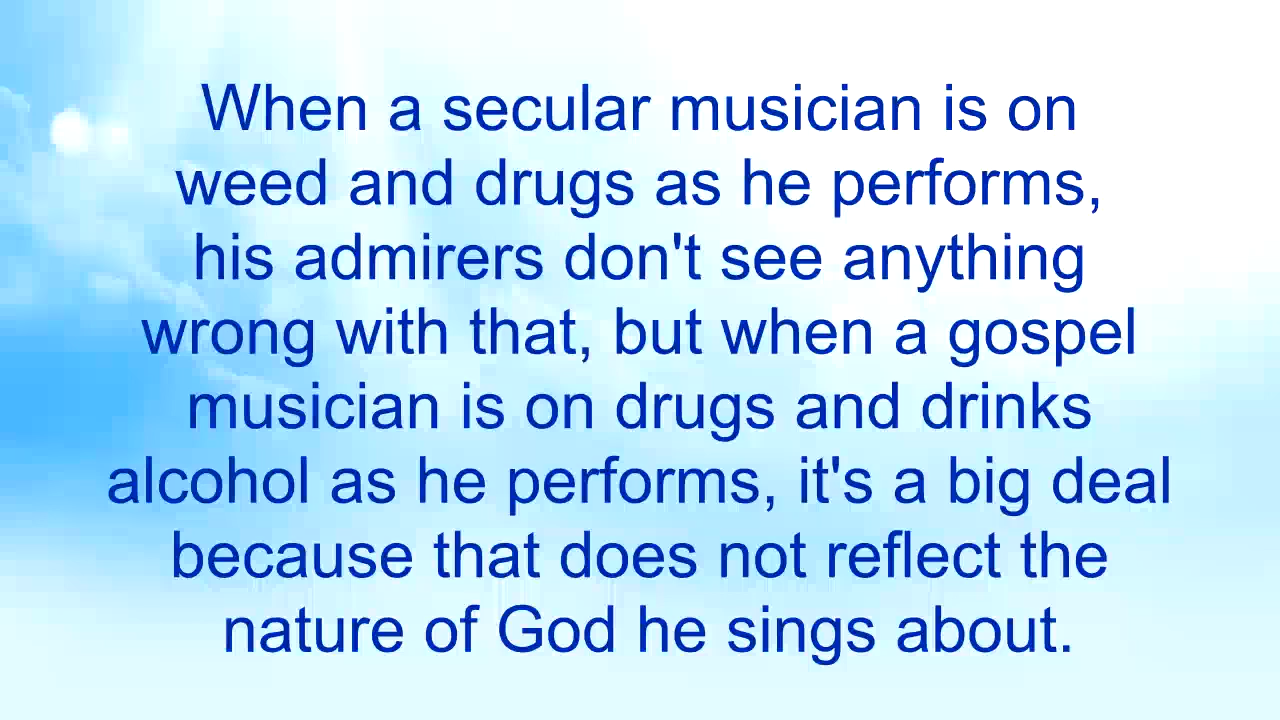 When a secular musician is on
weed and drugs as he performs,
his admirers don't see anything
wrong with that, but when a gospel
musician is on drugs and drinks
alcohol as he performs, it's a big deal
because that does not reflect the
nature of God he sings about.